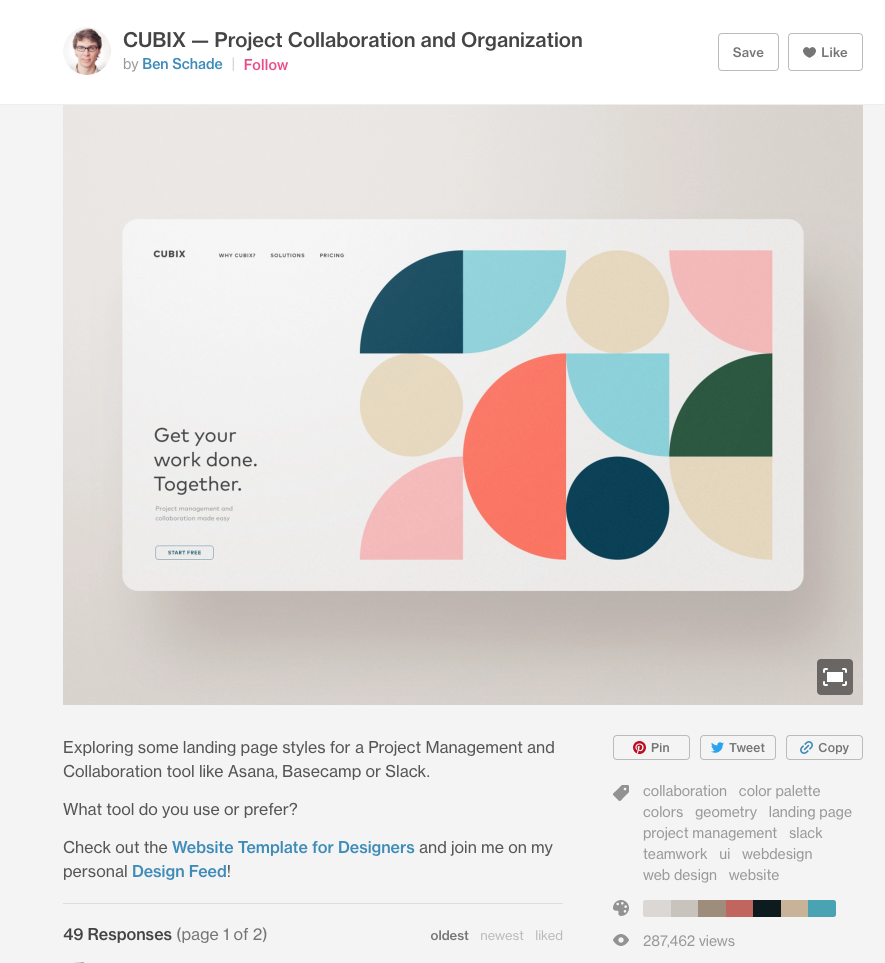 CUBIX — Project Collaboration and Organization
by Ben Schade | Follow
Save
Like
CUBIX
WHY CUBIX?
SOLUTIONS
PRICING
Get your
work done.
Together.
Project management and
collaboration made easy
START FREE
Exploring some landing page styles for a Project Management and
Collaboration tool like Asana, Basecamp or Slack.
What tool do you use or prefer?
Check out the Website Template for Designers and join me on my
personal Design Feed!
49 Responses (page 1 of 2)
oldest newest liked
Pin
Tweet
Copy
collaboration color palette
colors geometry landing page
project management slack
teamwork ui webdesign
web design website
287,462 views